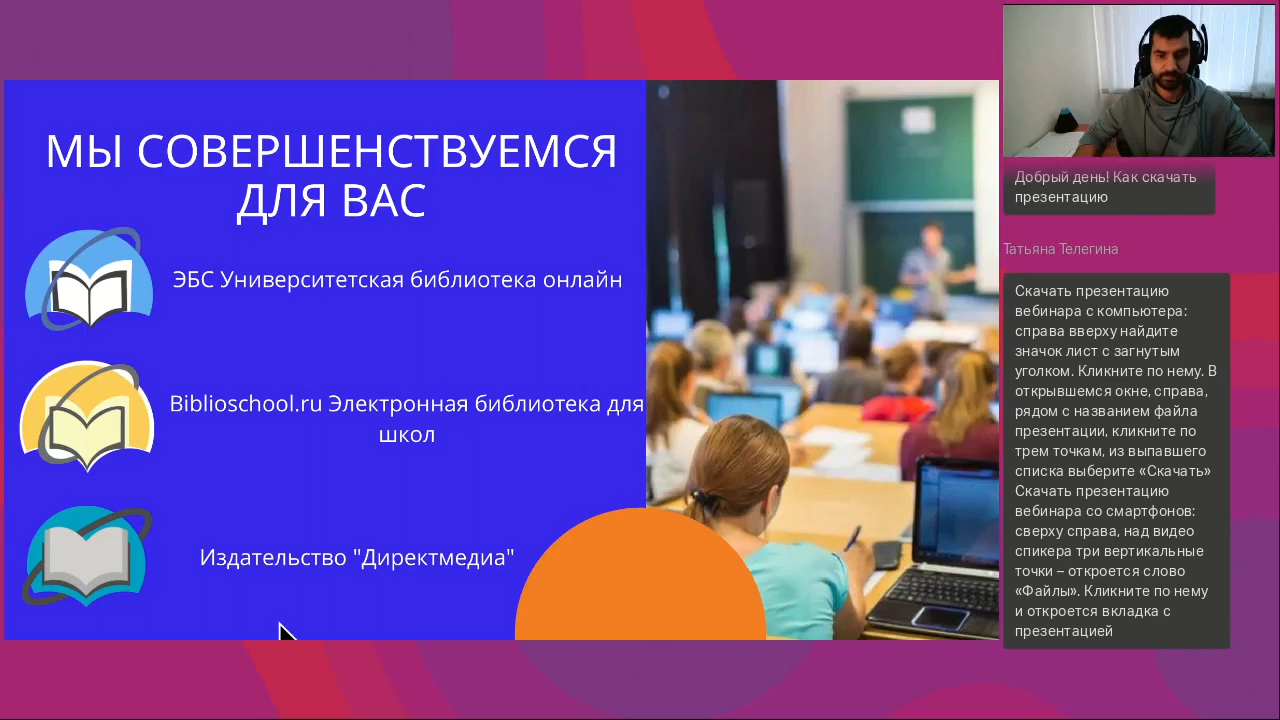 МЫ СОВЕРШЕНСТВУЕМСЯ
ДЛЯ ВАС
ЭБС Университетская библиотека онлайн
Biblioschool.ru Электронная библиотека для
школ
Издательство "Директмедиа"
Добрый день! Как скачать
презентацию
Татьяна Телегина
Скачать презентацию
вебинара с компьютера:
справа вверху найдите
значок лист с загнутым
уголком. Кликните по нему. В
открывшемся окне, справа,
рядом с названием файла
презентации, кликните по
трем точкам, из выпавшего
списка выберите «Скачать»
Скачать презентацию
вебинара со смартфонов:
сверху справа, над видео
спикера три вертикальные
точки – откроется слово
«Файлы». Кликните по нему
и откроется вкладка с
презентацией